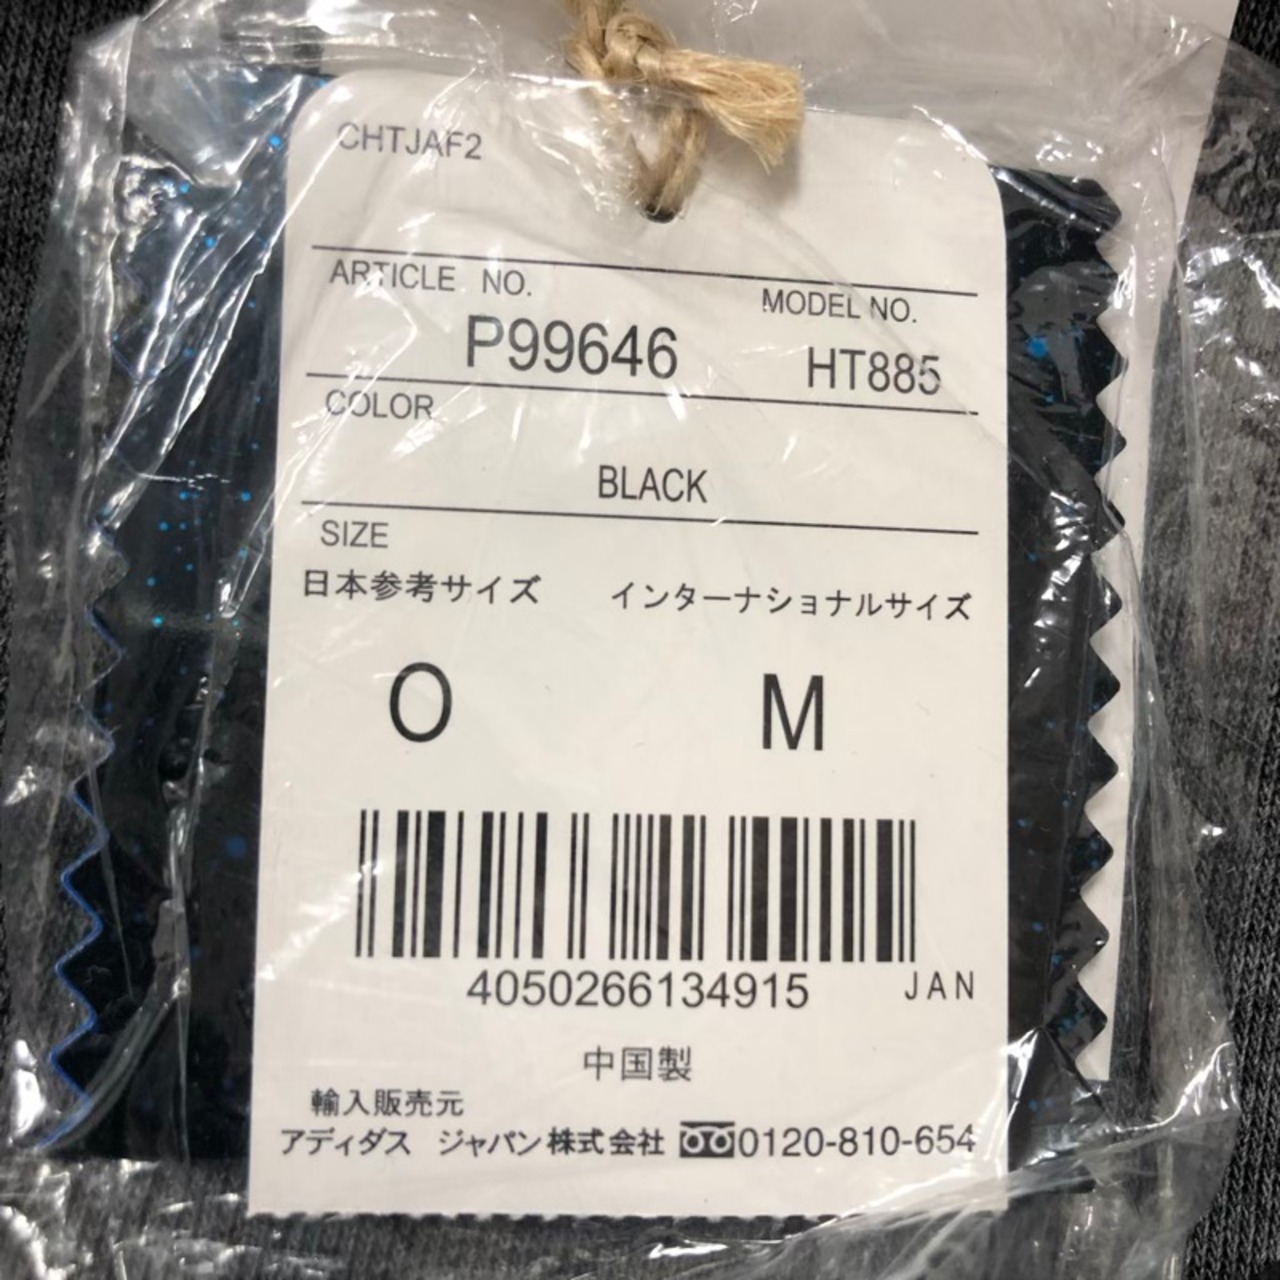 CHTJAF2
ARTICLE NO. MODEL NO.
P99646 HT885
COLOR
BLACK
SIZE
日本参考サイズ インターナショナルサイズ
O M
4050266134915 JAN
中国製
輸入販売元
アディダス ジャパン株式会社 0120-810-654